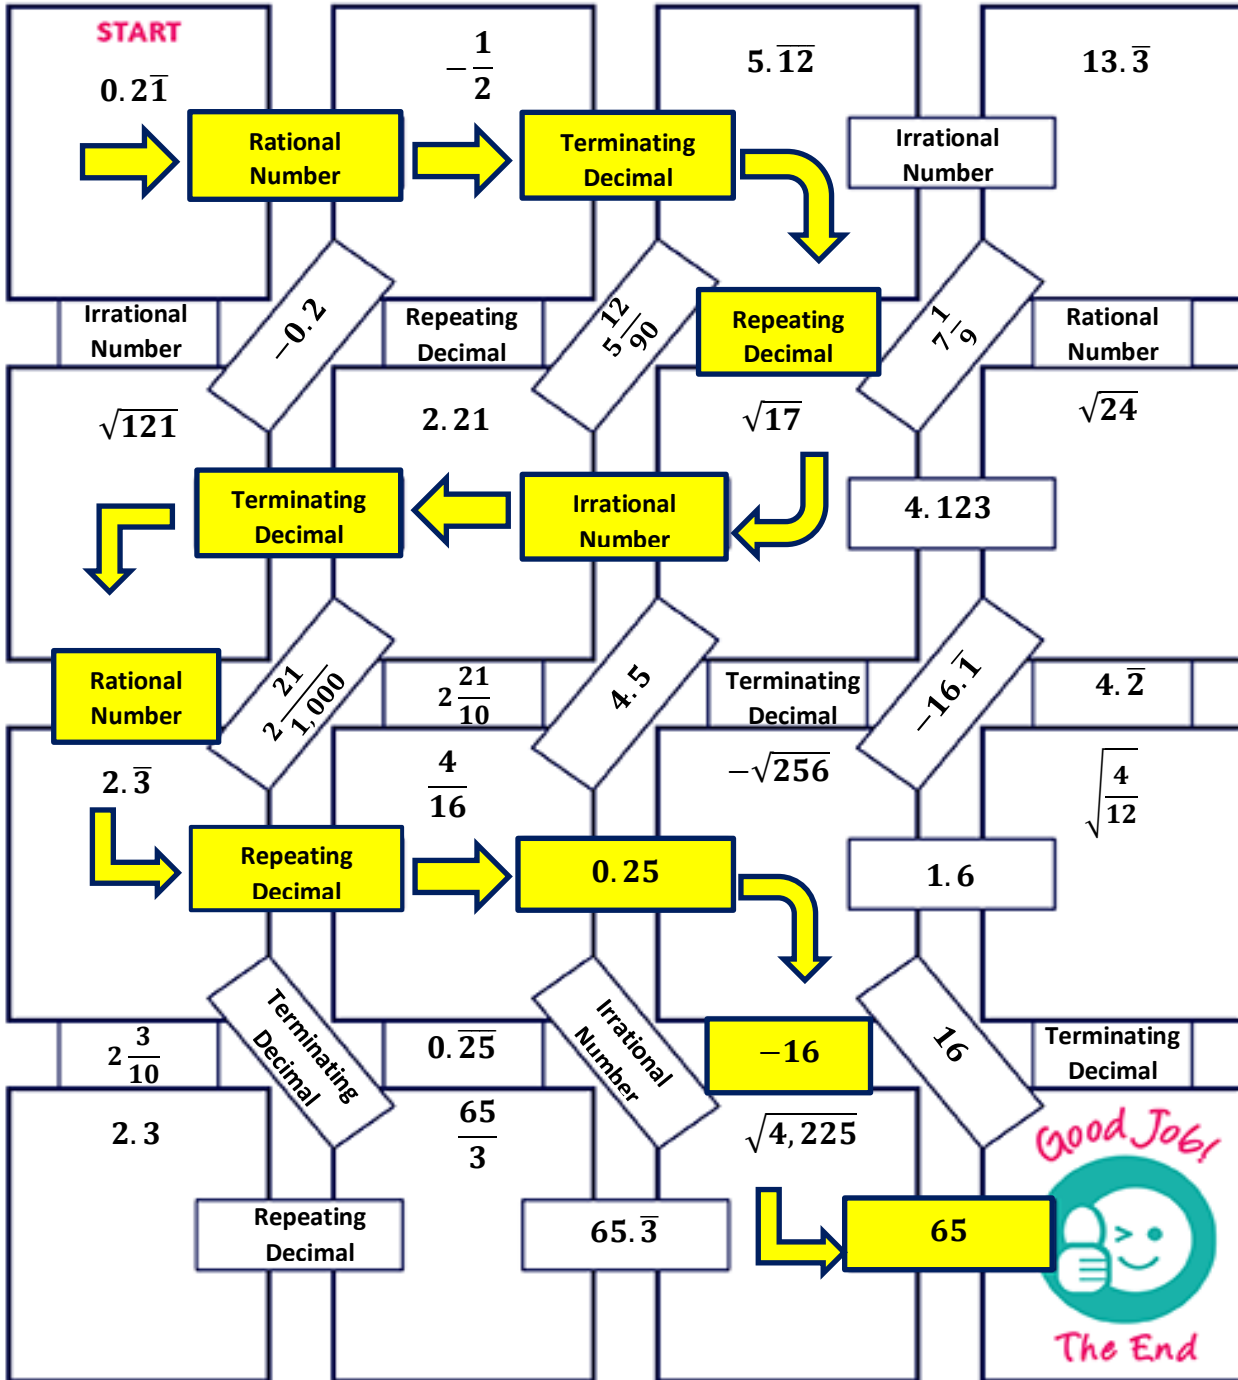 START
0.21̅
Rational
Number
−1/2
Terminating
Decimal
5.1̅2̅
Irrational
Number
13.3̅
Irrational
Number
−0.2
Repeating
Decimal
5 12/90
Repeating
Decimal
7 1/9
Rational
Number
√121
Terminating
Decimal
2.21
Irrational
Number
√17
4.123
√24
Rational
Number
2 21/1,000
2 21/10
4.5
Terminating
Decimal
−16.1̅
4.2̅
2.3̅
Repeating
Decimal
4/16
0.25
−√256
1.6
√(4/12)
2 3/10
Terminating
Decimal
0.2̅5̅
Irrational
Number
−16
16
Terminating
Decimal
2.3
Repeating
Decimal
65/3
65.3̅
√4,225
65
Good Job!
The End